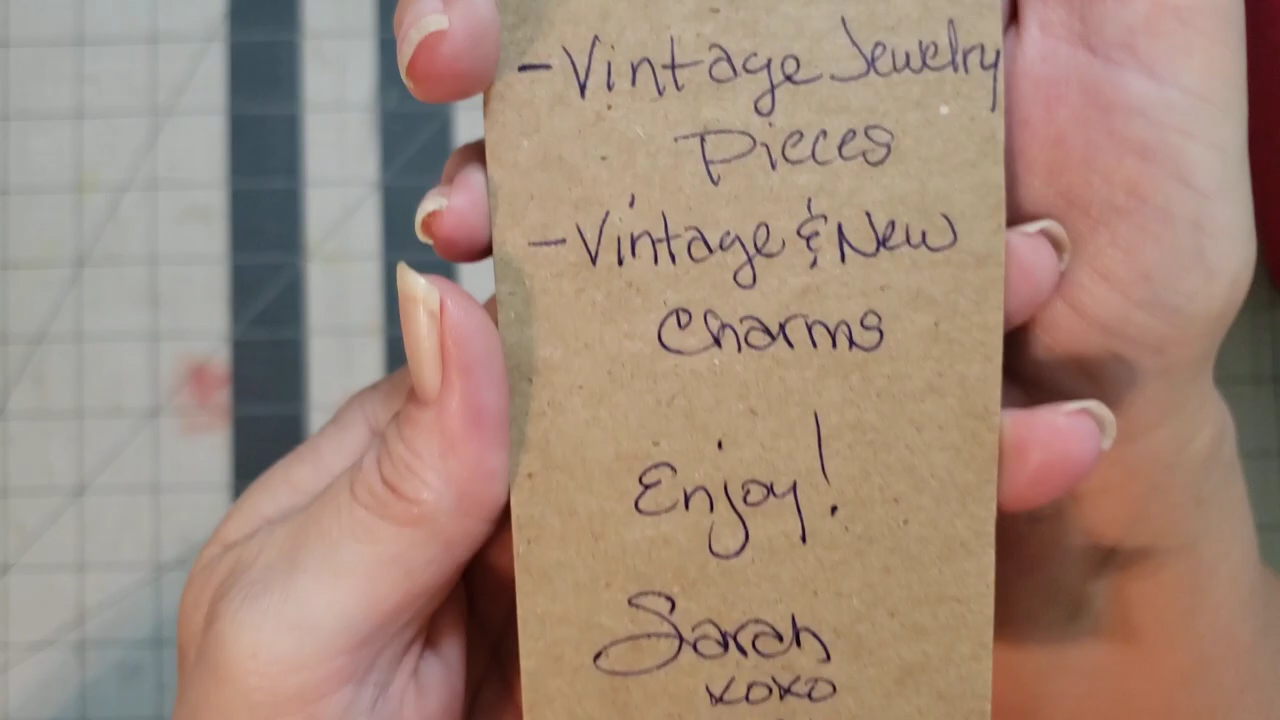 - Vintage Jewelry
Pieces
- Vintage & New
Charms
Enjoy!
Sarah
xoxo